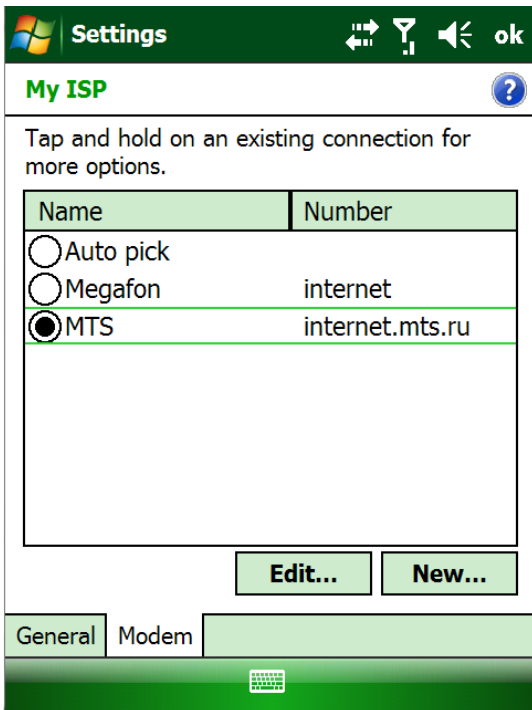 Settings ok
My ISP ?
Tap and hold on an existing connection for
more options.
Name Number
Auto pick
Megafon internet
MTS internet.mts.ru
Edit... New...
General Modem